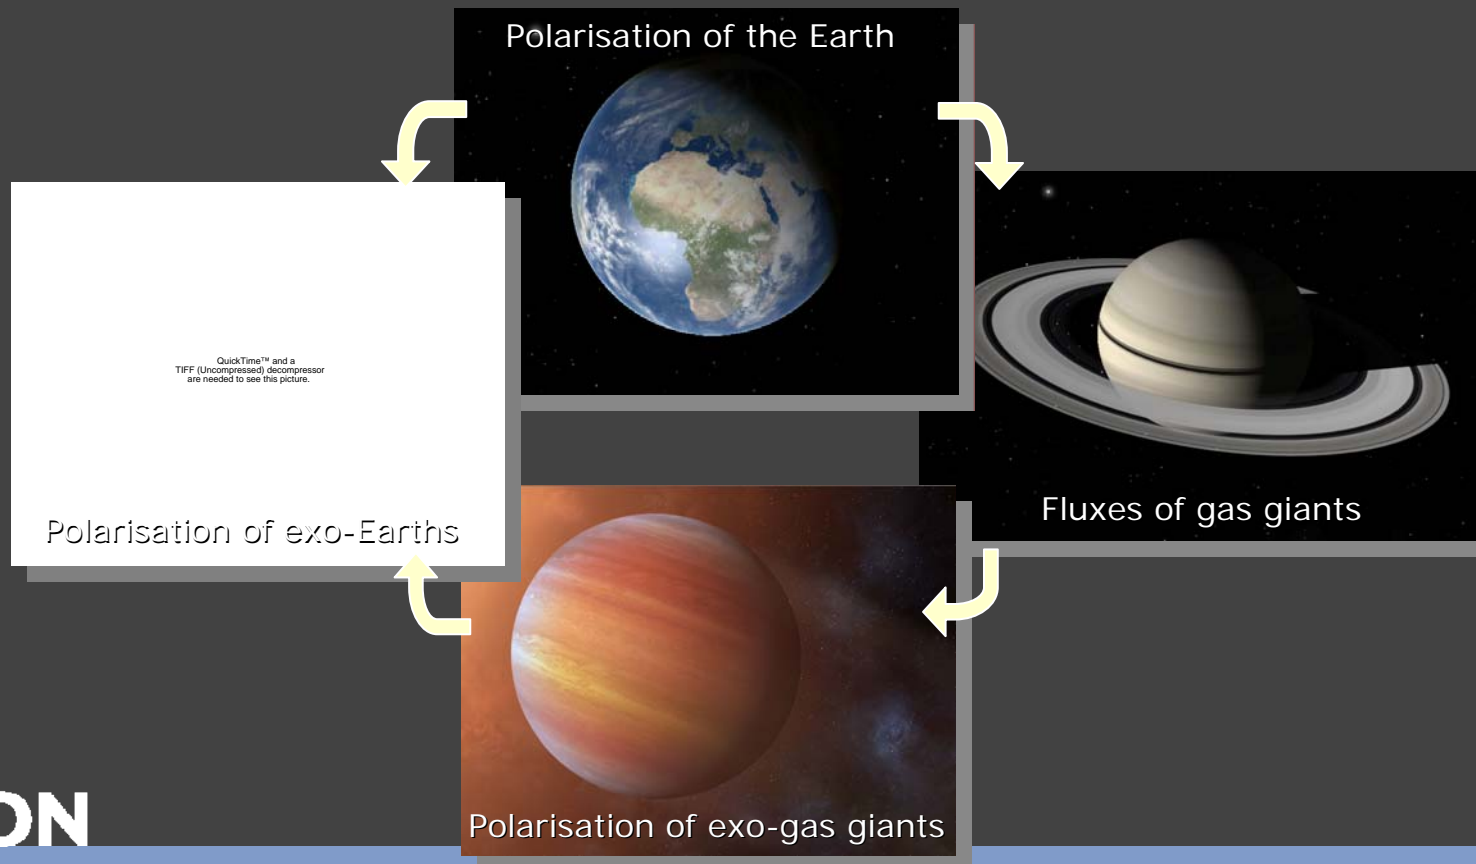 Polarisation of the Earth
QuickTime™ and a
TIFF (Uncompressed) decompressor
are needed to see this picture.
Polarisation of exo-Earths
Fluxes of gas giants
Polarisation of exo-gas giants
ON